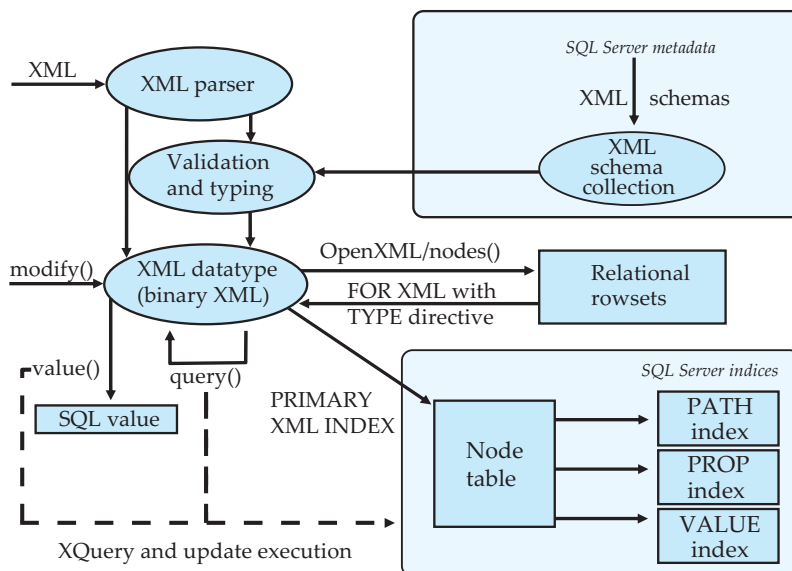 SQL Server metadata
XML
XML parser
XML schemas
XML
schema
collection
Validation
and typing
modify()
XML datatype
(binary XML)
OpenXML/nodes()
FOR XML with
TYPE directive
Relational
rowsets
value()
query()
SQL value
PRIMARY
XML INDEX
SQL Server indices
Node
table
PATH
index
PROP
index
VALUE
index
XQuery and update execution